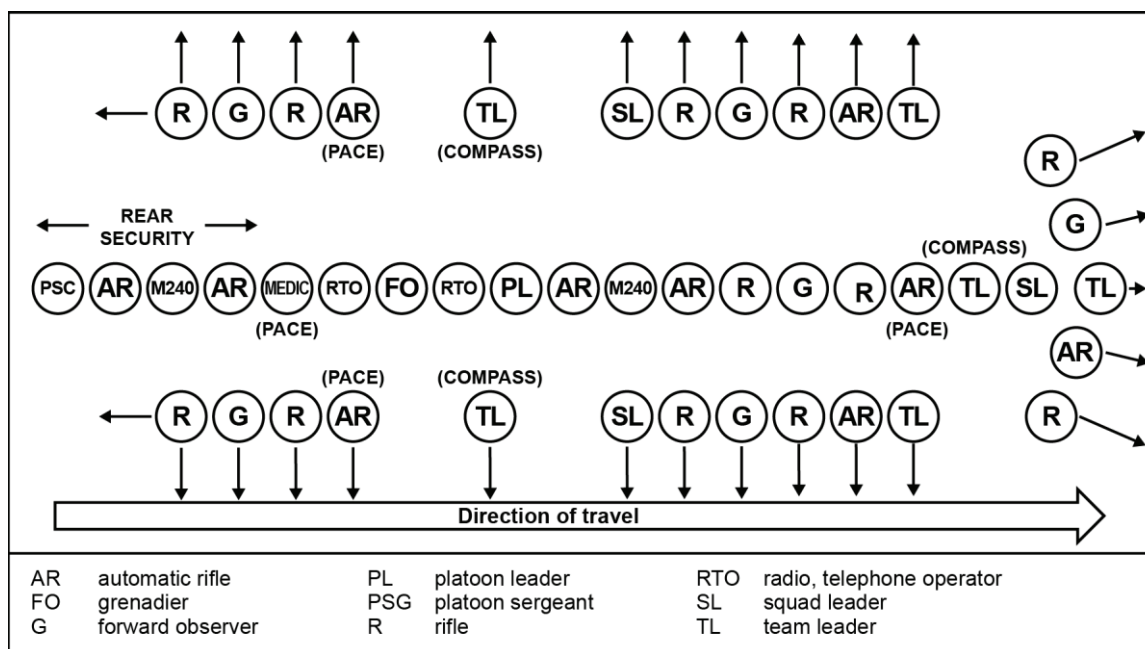 R G R AR TL SL R G R AR TL
(PACE) (COMPASS)
R
G
REAR
SECURITY
(COMPASS)
PSC AR M240 AR MEDIC RTO FO RTO PL AR M240 AR R G R AR TL SL TL
(PACE) (PACE)
AR
(PACE) (COMPASS)
R G R AR TL SL R G R AR TL R
Direction of travel
AR automatic rifle PL platoon leader RTO radio, telephone operator
FO grenadier PSG platoon sergeant SL squad leader
G forward observer R rifle TL team leader